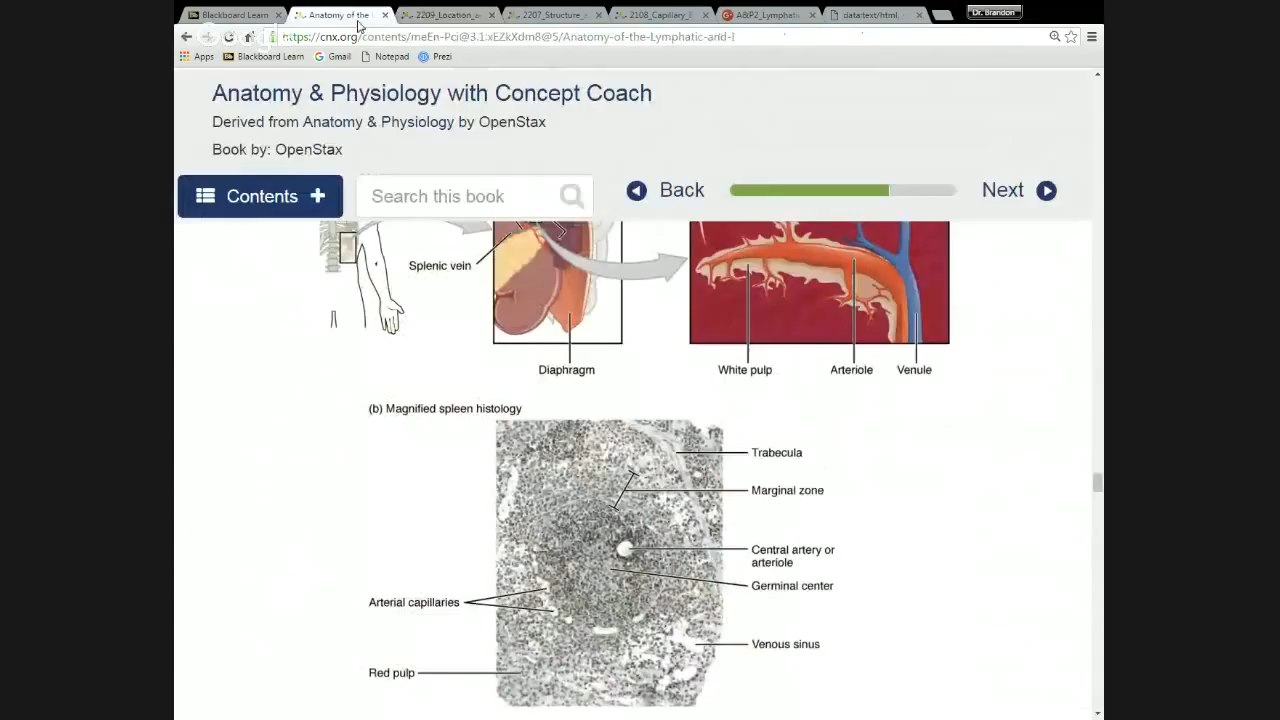 Blackboard Learn
Anatomy of the
2209_Location_a
2207_Structure_
2108_Capillary_
A&P2_Lymphati
data:text/html,
Dr. Brandon
https://cnx.org/contents/meEn-Pci@3.1:xEZkXdm8@5/Anatomy-of-the-Lymphatic-and-I
Apps
Blackboard Learn
Gmail
Notepad
Prezi
Anatomy & Physiology with Concept Coach
Derived from Anatomy & Physiology by OpenStax
Book by: OpenStax
Contents +
Search this book
Back
Next
Splenic vein
Diaphragm
White pulp
Arteriole
Venule
(b) Magnified spleen histology
Trabecula
Marginal zone
Central artery or
arteriole
Germinal center
Arterial capillaries
Venous sinus
Red pulp